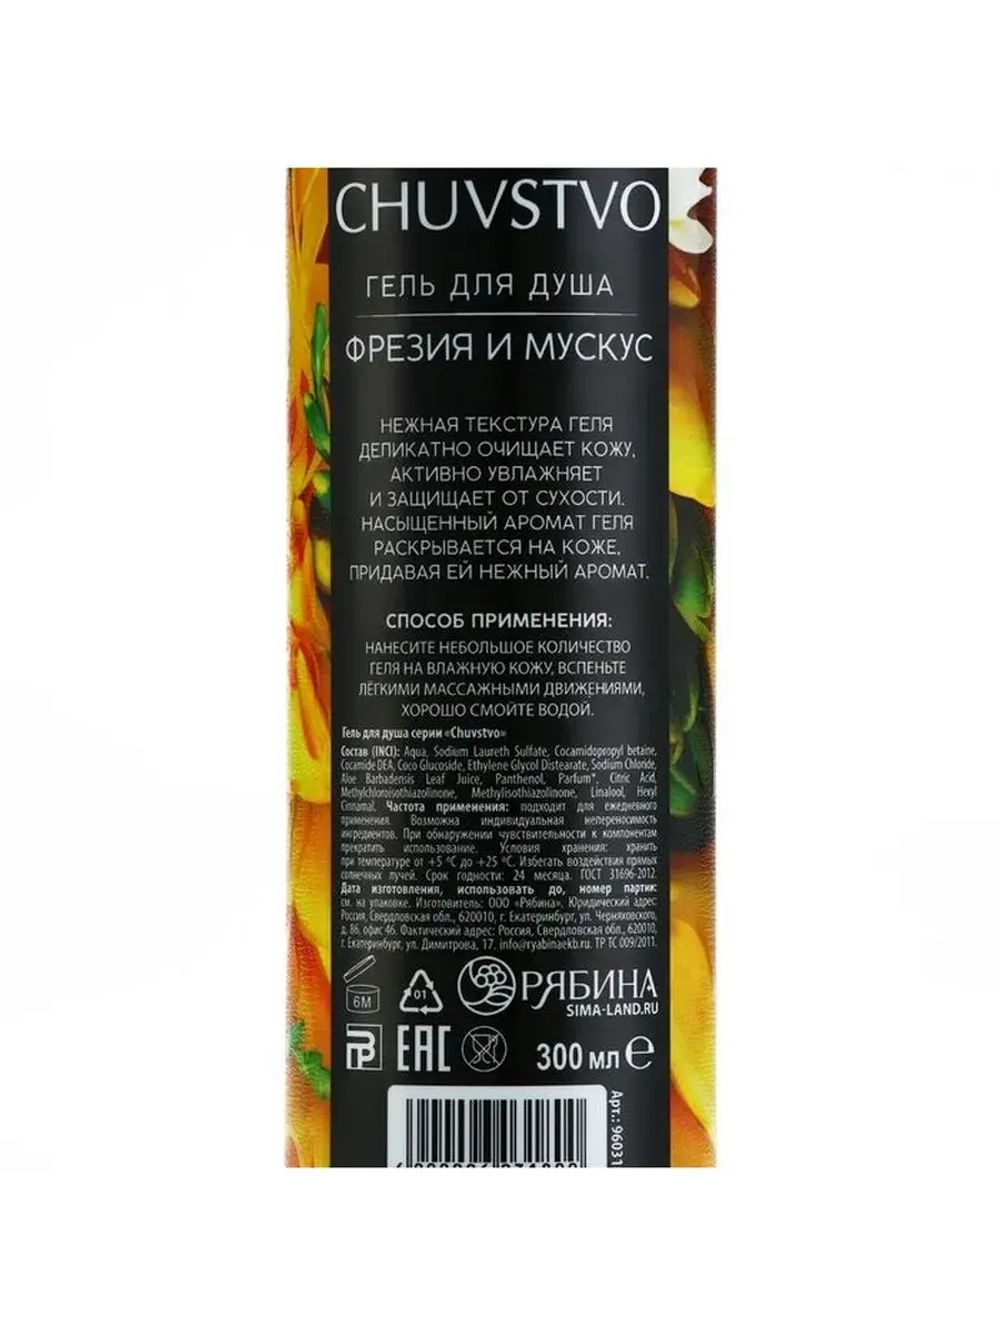 CHUVSTVO
ГЕЛЬ ДЛЯ ДУША
ФРЕЗИЯ И МУСКУС
НЕЖНАЯ ТЕКСТУРА ГЕЛЯ
ДЕЛИКАТНО ОЧИЩАЕТ КОЖУ,
АКТИВНО УВЛАЖНЯЕТ
И ЗАЩИЩАЕТ ОТ СУХОСТИ.
НАСЫЩЕННЫЙ АРОМАТ ГЕЛЯ
РАСКРЫВАЕТСЯ НА КОЖЕ,
ПРИДАВАЯ ЕЙ НЕЖНЫЙ АРОМАТ.
СПОСОБ ПРИМЕНЕНИЯ:
НАНЕСИТЕ НЕБОЛЬШОЕ КОЛИЧЕСТВО
ГЕЛЯ НА ВЛАЖНУЮ КОЖУ, ВСПЕНЬТЕ
ЛЁГКИМИ МАССАЖНЫМИ ДВИЖЕНИЯМИ,
ХОРОШО СМОЙТЕ ВОДОЙ.
Гель для душа серии «Chuvstvo»
Состав (INCI): Aqua, Sodium Laureth Sulfate, Cocamidopropyl betaine,
Cocamide DEA, Coco Glucoside, Ethylene Glycol Distearate, Sodium Chloride,
Aloe Barbadensis Leaf Juice, Panthenol, Parfum*, Citric Acid,
Methylchloroisothiazolinone, Methylisothiazolinone, Linalool, Hexyl
Cinnamal. Частота применения: подходит для ежедневного
применения. Возможна индивидуальная непереносимость
ингредиентов. При обнаружении чувствительности к компонентам
прекратить использование. Условия хранения: хранить
при температуре от +5 °C до +25 °C. Избегать воздействия прямых
солнечных лучей. Срок годности: 24 месяца. ГОСТ 31696-2012.
Дата изготовления, использовать до, номер партии:
см. на упаковке. Изготовитель: ООО «Рябина». Юридический адрес:
Россия, Свердловская обл., 620010, г. Екатеринбург, ул. Черняховского,
д. 86, офис 46. Фактический адрес: Россия, Свердловская обл., 620010,
г. Екатеринбург, ул. Димитрова, 17. info@ryabinaekb.ru. ТР ТС 009/2011.
6M
01
РЯБИНА
SIMA-LAND.RU
РВ
EAC
300 мл e
Арт.: 96031